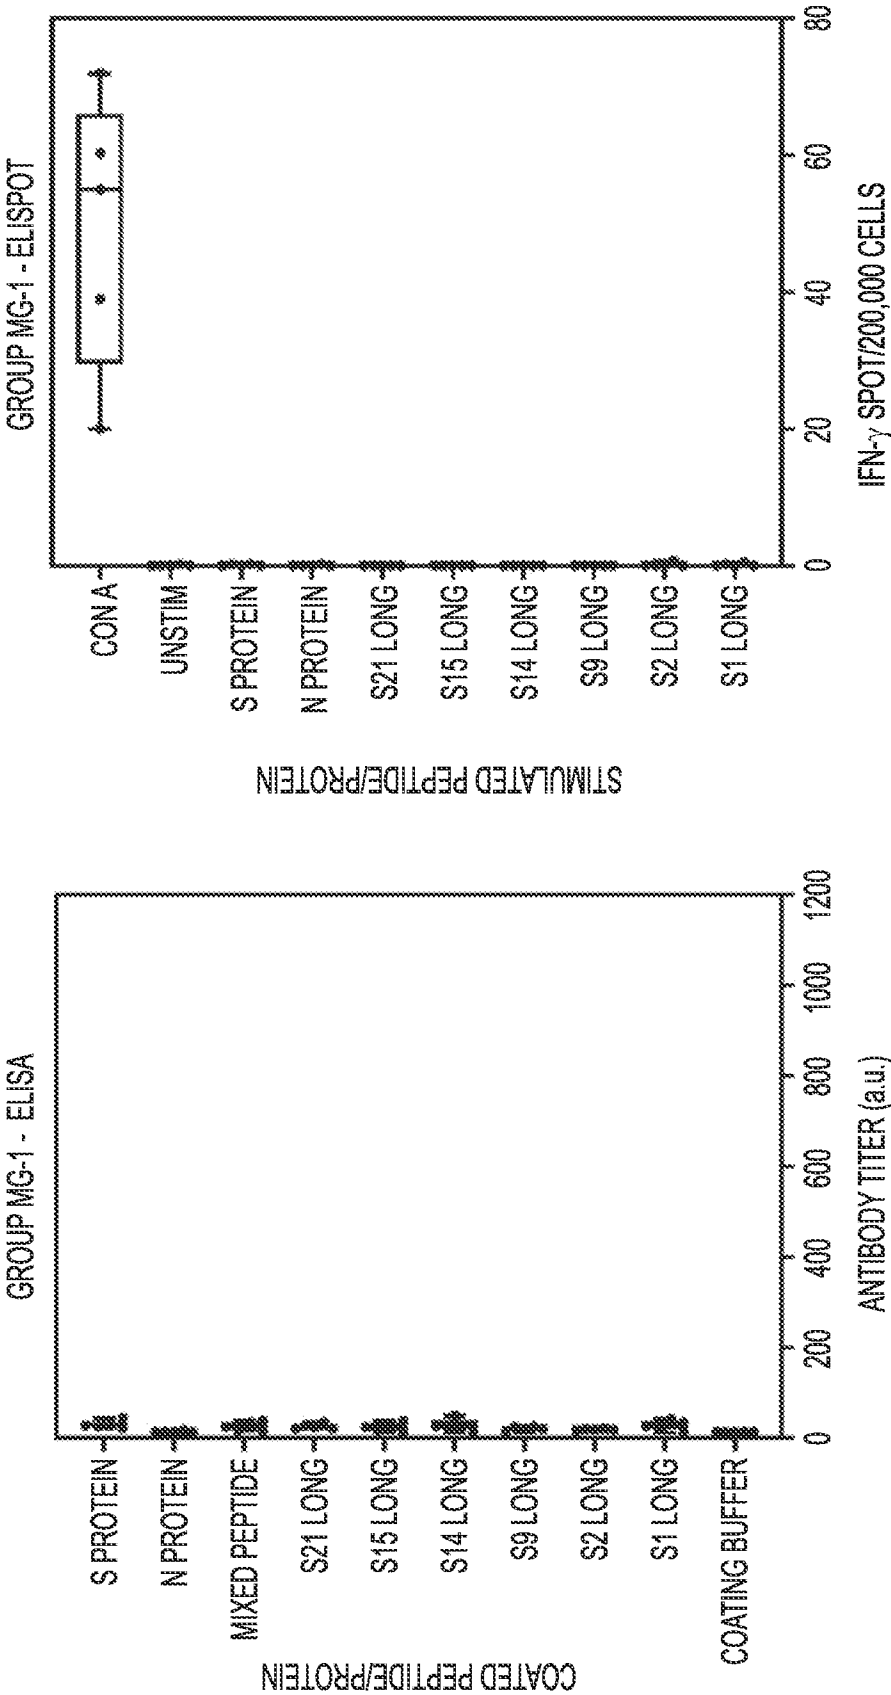 GROUP MG-1 - ELISA
COATED PEPTIDE/PROTEIN
S PROTEIN
N PROTEIN
MIXED PEPTIDE
S21 LONG
S15 LONG
S14 LONG
S9 LONG
S2 LONG
S1 LONG
COATING BUFFER
0 200 400 600 800 1000 1200
ANTIBODY TITER (a.u.)
GROUP MG-1 - ELISPOT
STIMULATED PEPTIDE/PROTEIN
CON A
UNSTIM
S PROTEIN
N PROTEIN
S21 LONG
S15 LONG
S14 LONG
S9 LONG
S2 LONG
S1 LONG
0 20 40 60 80
IFN-γ SPOT/200,000 CELLS